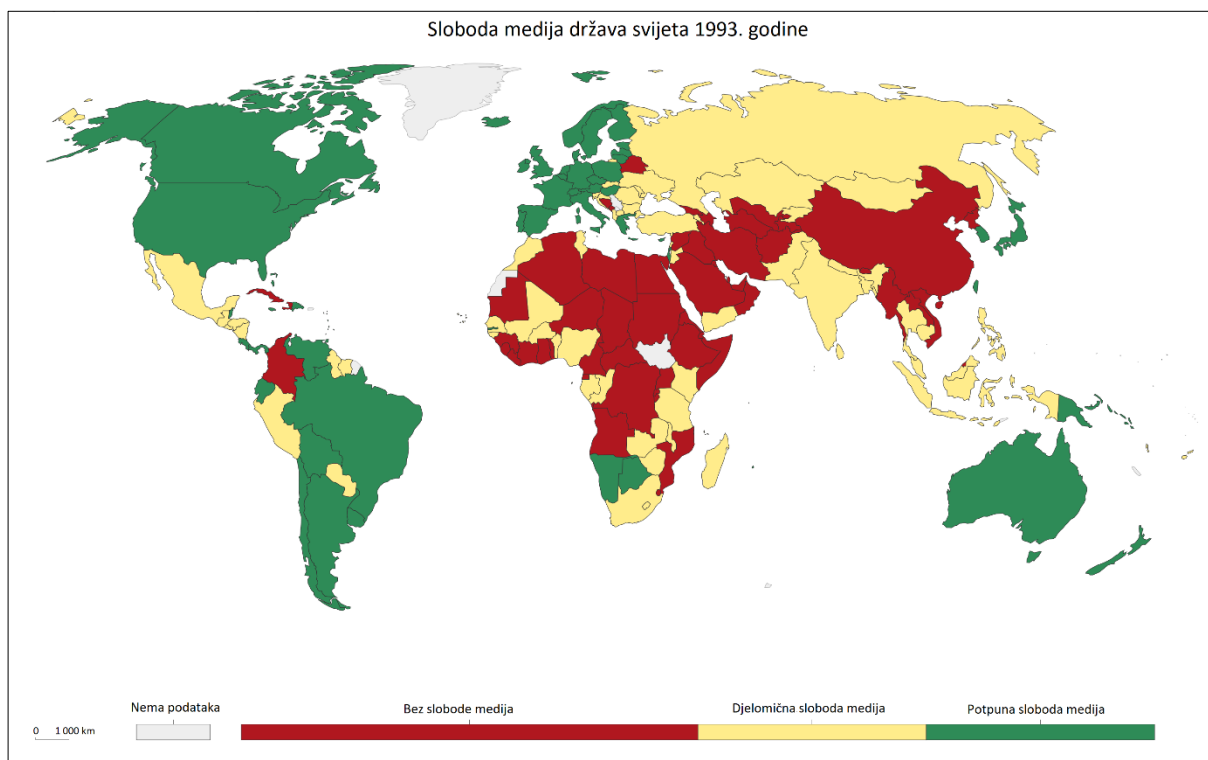 Sloboda medija država svijeta 1993. godine
Nema podataka
Bez slobode medija
Djelomična sloboda medija
Potpuna sloboda medija
0 1 000 km